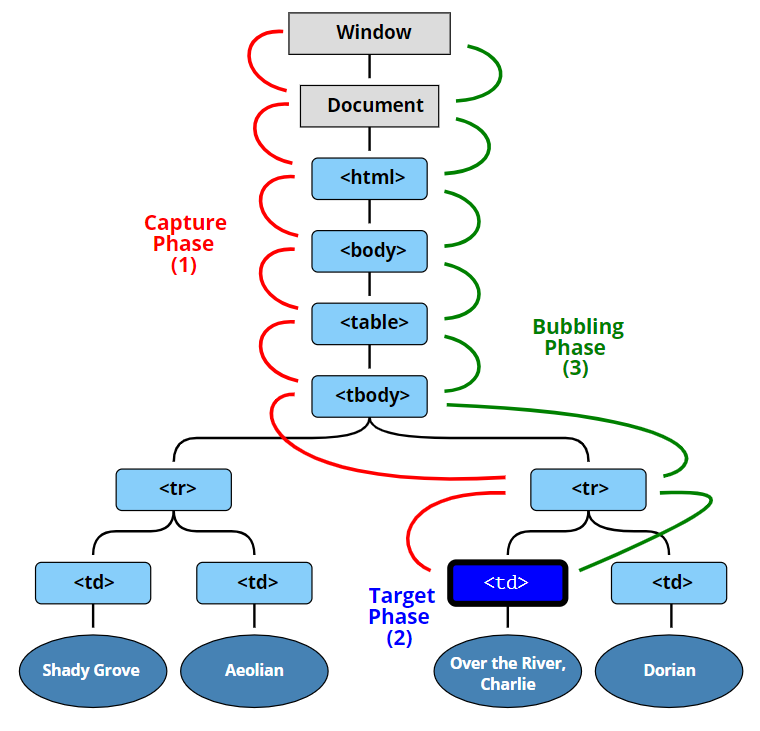 Window
Document
<html>
<body>
<table>
<tbody>
Capture
Phase
(1)
Bubbling
Phase
(3)
<tr>
<tr>
<td>
<td>
<td>
<td>
Target
Phase
(2)
Shady Grove
Aeolian
Over the River,
Charlie
Dorian